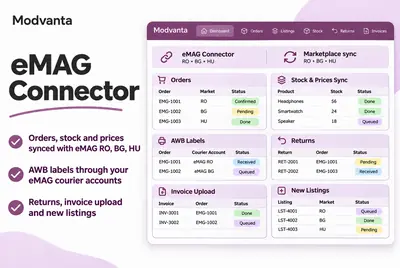 Modvanta
eMAG
Connector
Orders, stock and prices
synced with eMAG RO, BG, HU
AWB labels through your
eMAG courier accounts
Returns, invoice upload
and new listings
Modvanta
Dashboard
Orders
Listings
Stock
Returns
Invoices
eMAG Connector
RO • BG • HU
Marketplace sync
RO • BG • HU
Orders
Order Market Status
EMG-1001 RO Confirmed
EMG-1002 BG Pending
EMG-1003 HU Done
Stock & Prices Sync
Product Stock Status
Headphones 56 Done
Smartwatch 24 Done
Speaker 18 Queued
AWB Labels
Order Courier Account Status
EMG-1001 eMAG RO Received
EMG-1002 eMAG BG Queued
Returns
Return Order Status
RET-2001 EMG-1001 Pending
RET-2002 EMG-1003 Received
Invoice Upload
Invoice Order Status
INV-3001 EMG-1001 Done
INV-3002 EMG-1002 Queued
New Listings
Listing Market Status
LST-4001 RO Queued
LST-4002 BG Done
LST-4003 HU Pending